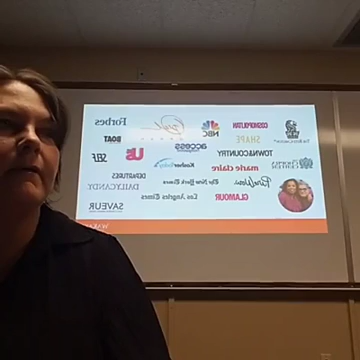 Forbes NBC COSMOPOLITAN
BOAT access SHAPE
SELF US TOWN&COUNTRY
DEPARTURES marie claire
DAILYCANDY The New York Times PureWow
SAVEUR Los Angeles Times GLAMOUR